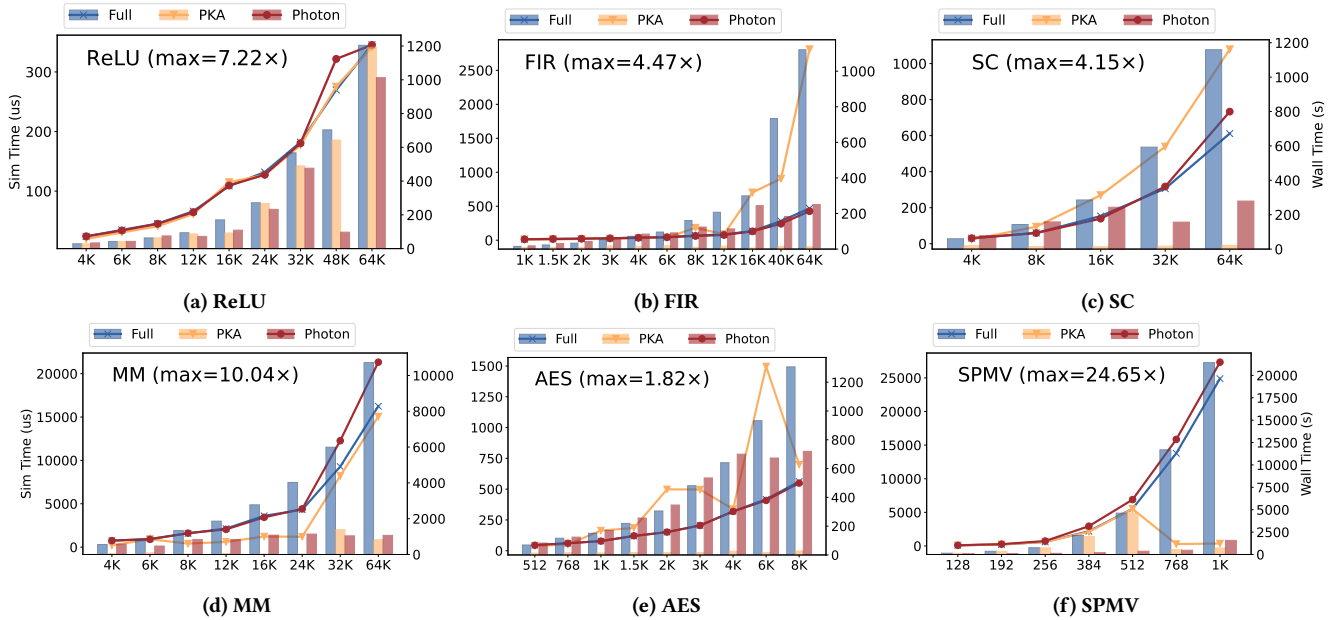 Full PKA Photon
ReLU (max=7.22×)
Sim Time (us)
300
200
100
1200
1000
800
600
400
200
0
4K 6K 8K 12K 16K 24K 32K 48K 64K
(a) ReLU
Full PKA Photon
FIR (max=4.47×)
2500
2000
1500
1000
500
0
1000
800
600
400
200
0
1K 1.5K 2K 3K 4K 6K 8K 12K 16K 40K 64K
(b) FIR
Full PKA Photon
SC (max=4.15×)
1000
800
600
400
200
0
1200
1000
800
600
400
200
0
Wall Time (s)
4K 8K 16K 32K 64K
(c) SC
Full PKA Photon
MM (max=10.04×)
Sim Time (us)
20000
15000
10000
5000
0
10000
8000
6000
4000
2000
0
4K 6K 8K 12K 16K 24K 32K 64K
(d) MM
Full PKA Photon
AES (max=1.82×)
1500
1250
1000
750
500
250
0
1200
1000
800
600
400
200
0
512 768 1K 1.5K 2K 3K 4K 6K 8K
(e) AES
Full PKA Photon
SPMV (max=24.65×)
25000
20000
15000
10000
5000
0
20000
17500
15000
12500
10000
7500
5000
2500
0
Wall Time (s)
128 192 256 384 512 768 1K
(f) SPMV